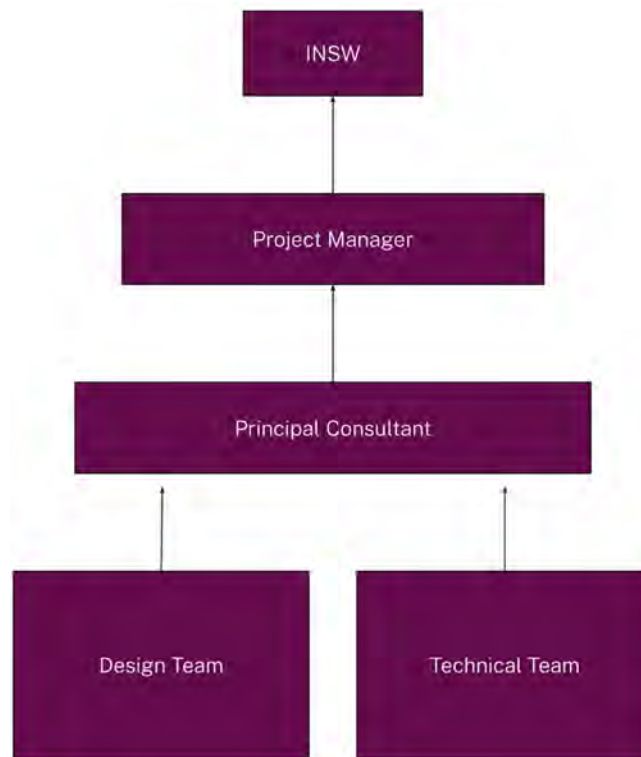 INSW
Project Manager
Principal Consultant
Design Team
Technical Team